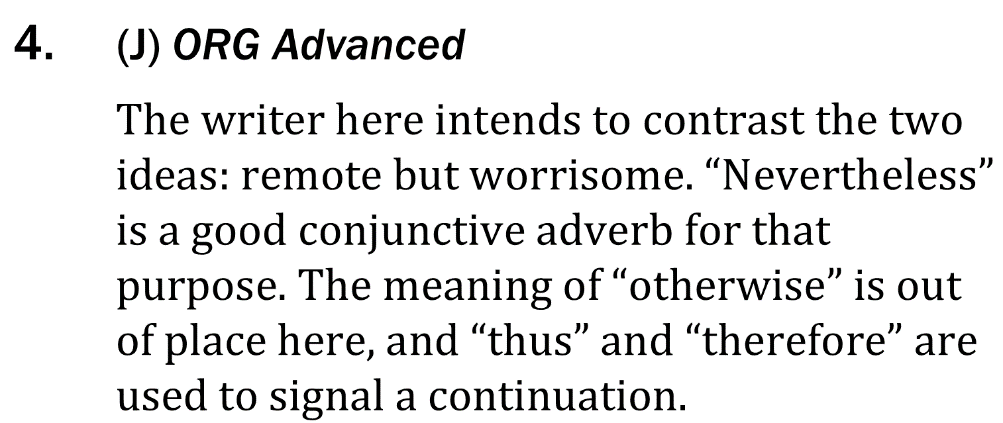 4. (J) ORG Advanced
The writer here intends to contrast the two
ideas: remote but worrisome. “Nevertheless”
is a good conjunctive adverb for that
purpose. The meaning of “otherwise” is out
of place here, and “thus” and “therefore” are
used to signal a continuation.